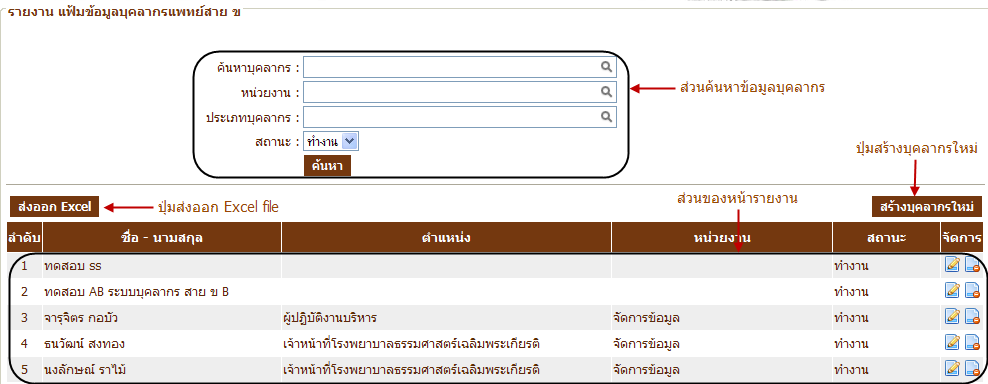 รายงาน แฟ้มข้อมูลบุคลากรแพทย์สาย ข
ค้นหาบุคลากร :
หน่วยงาน :
ส่วนค้นหาข้อมูลบุคลากร
ประเภทบุคลากร :
สถานะ : ทำงาน
ค้นหา
ปุ่มสร้างบุคลากรใหม่
ส่งออก Excel
ปุ่มส่งออก Excel file
ส่วนของหน้ารายงาน
สร้างบุคลากรใหม่
ลำดับ ชื่อ - นามสกุล ตำแหน่ง หน่วยงาน สถานะ จัดการ
1 ทดสอบ ss ทำงาน
2 ทดสอบ AB ระบบบุคลากร สาย ข B ทำงาน
3 จารุจิตร กอบัว ผู้ปฏิบัติงานบริหาร จัดการข้อมูล ทำงาน
4 ธนวัฒน์ สงทอง เจ้าหน้าที่โรงพยาบาลธรรมศาสตร์เฉลิมพระเกียรติ จัดการข้อมูล ทำงาน
5 นงลักษณ์ ราไม้ เจ้าหน้าที่โรงพยาบาลธรรมศาสตร์เฉลิมพระเกียรติ จัดการข้อมูล ทำงาน